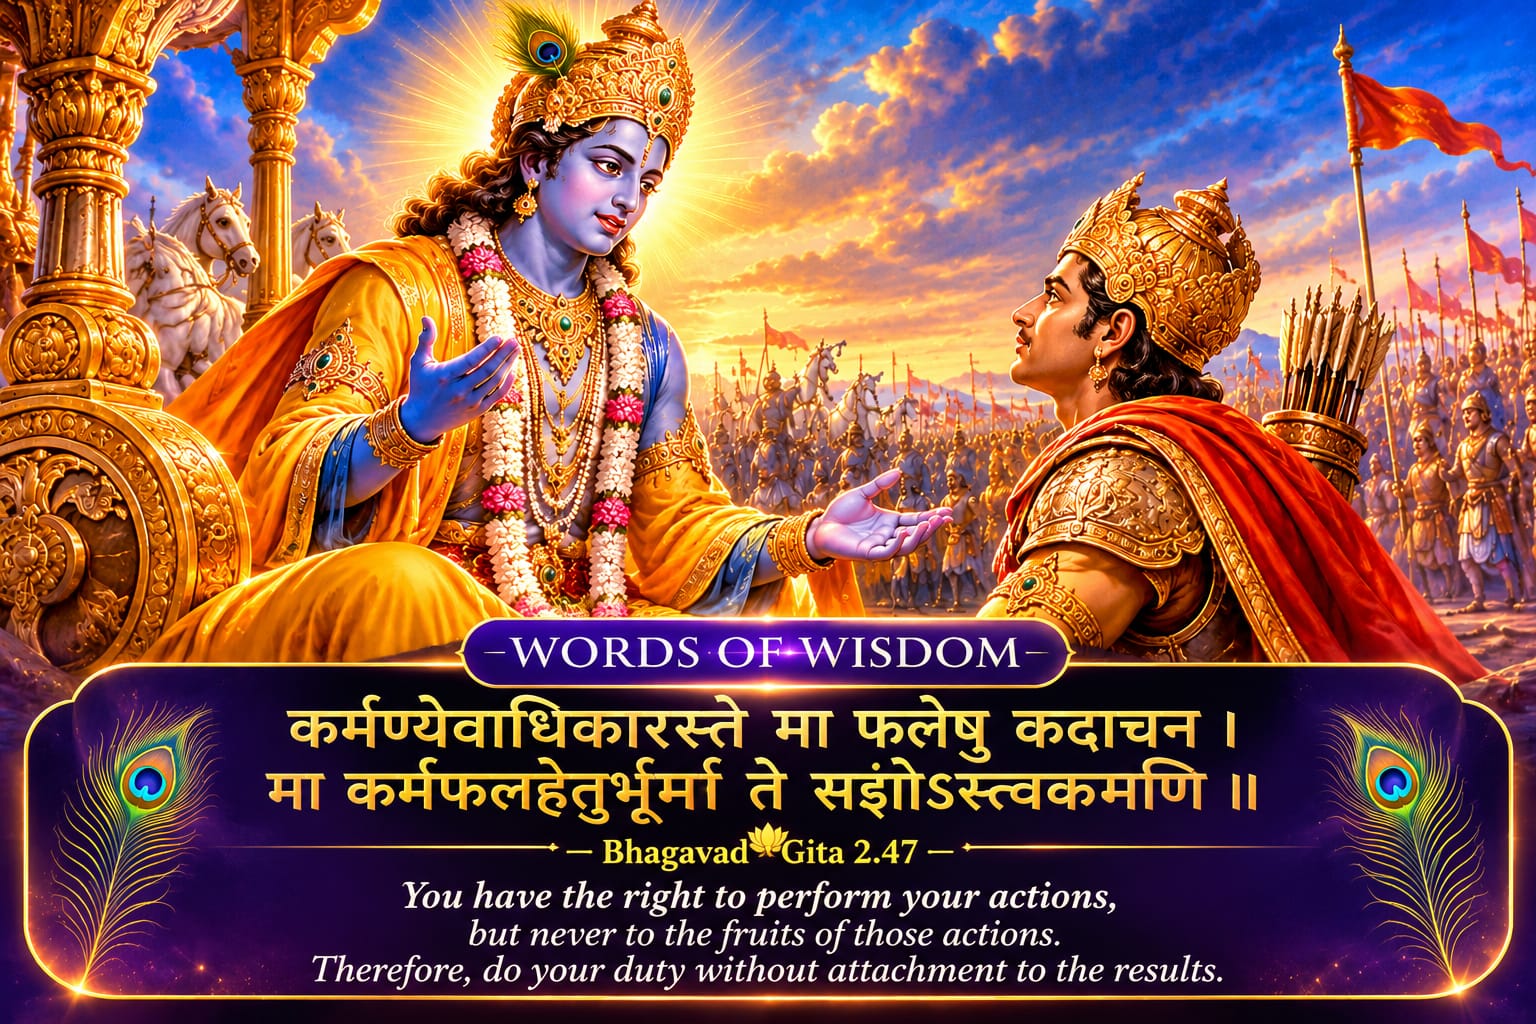 WORDS OF WISDOM
कर्मण्येवाधिकारस्ते मा फलेषु कदाचन ।
मा कर्मफलहेतुर्भूर्मा ते सङ्गोऽस्त्वकमणि ॥
— Bhagavad Gita 2.47 —
You have the right to perform your actions,
but never to the fruits of those actions.
Therefore, do your duty without attachment to the results.